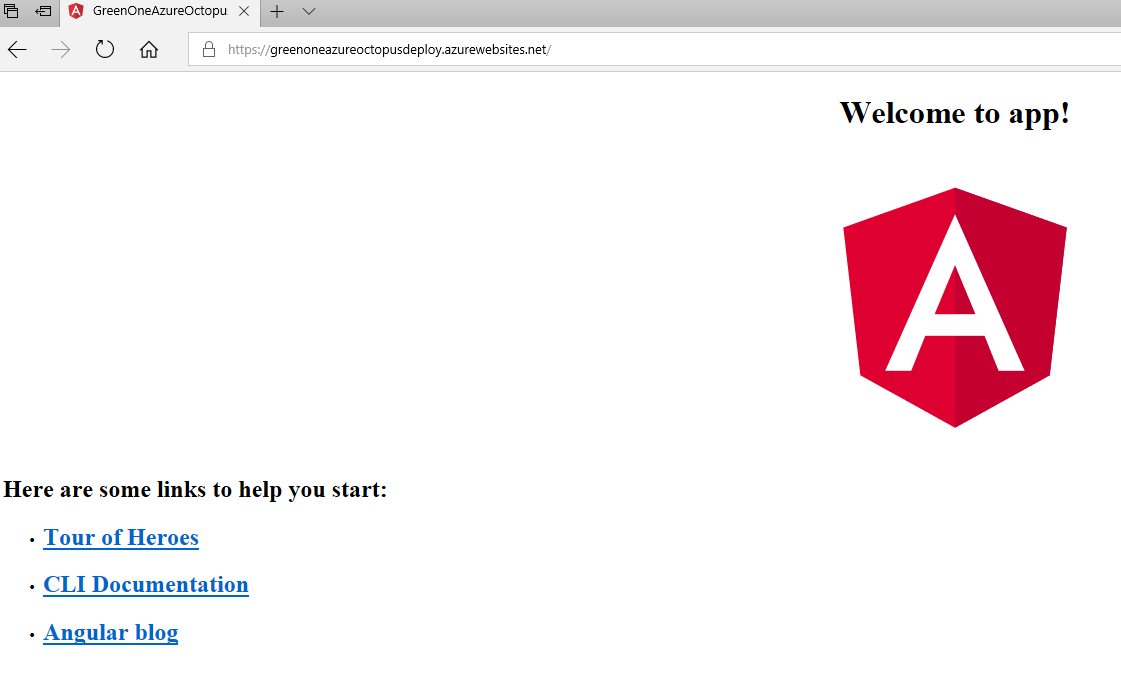 GreenOneAzureOctopu
https://greenoneazureoctopusdeploy.azurewebsites.net/
Welcome to app!
A
Here are some links to help you start:
Tour of Heroes
CLI Documentation
Angular blog